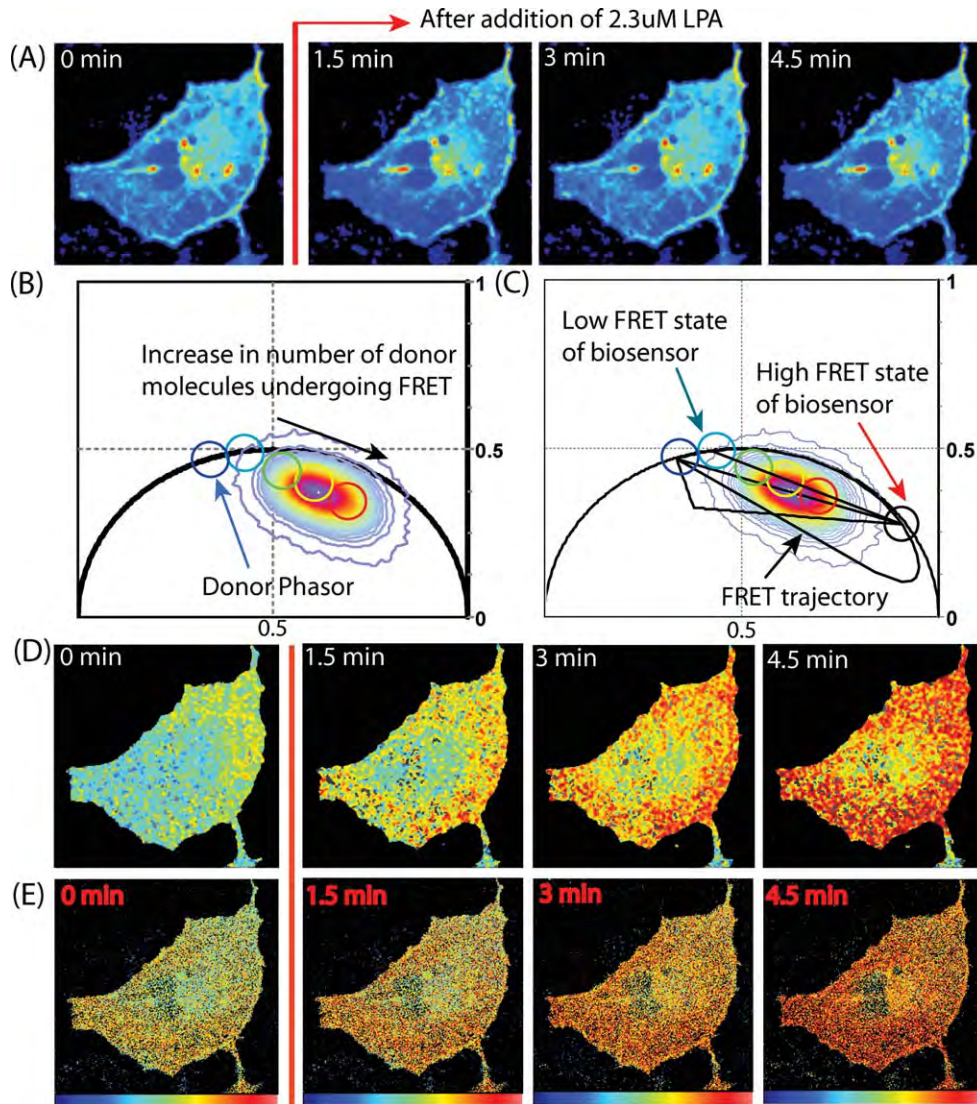 After addition of 2.3uM LPA
(A)
0 min
1.5 min
3 min
4.5 min
(B)
1
Increase in number of donor
molecules undergoing FRET
0.5
Donor Phasor
0
0.5
(C)
1
Low FRET state
of biosensor
High FRET state
of biosensor
0.5
FRET trajectory
0
0.5
(D)
0 min
1.5 min
3 min
4.5 min
(E)
0 min
1.5 min
3 min
4.5 min